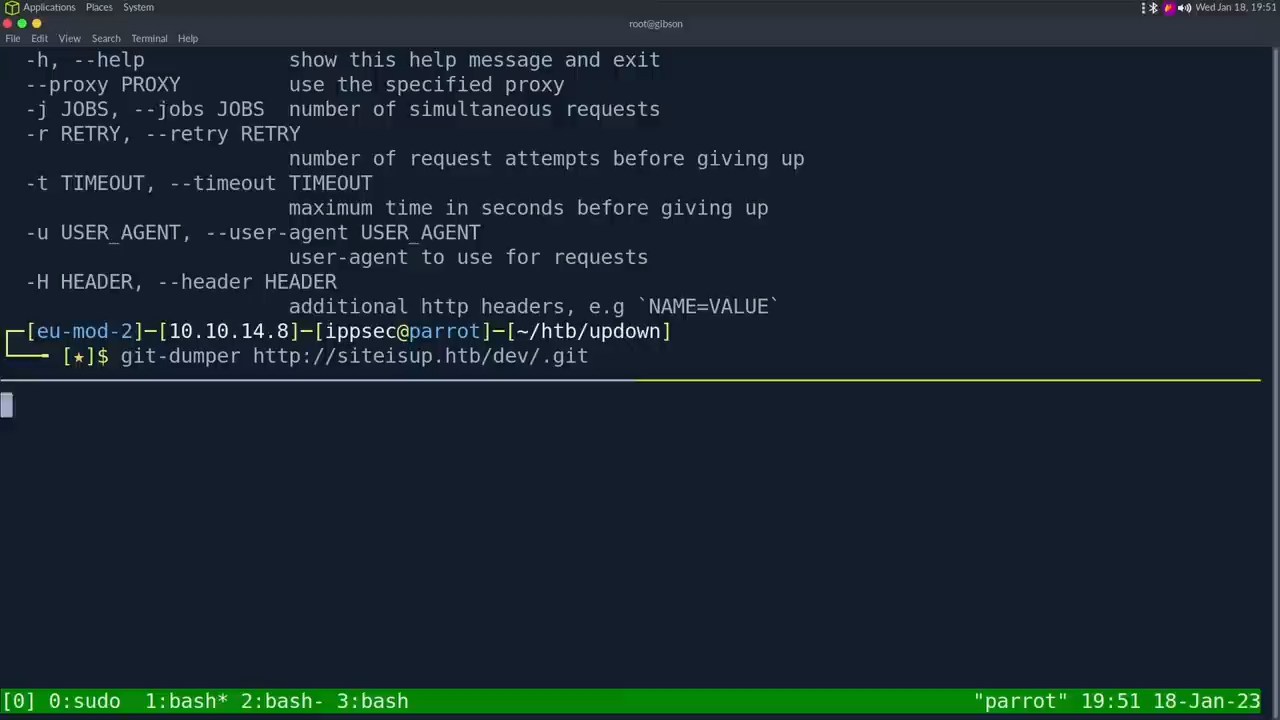 Applications Places System Wed Jan 18, 19:51
root@gibson
File Edit View Search Terminal Help
-h, --help show this help message and exit
--proxy PROXY use the specified proxy
-j JOBS, --jobs JOBS number of simultaneous requests
-r RETRY, --retry RETRY
number of request attempts before giving up
-t TIMEOUT, --timeout TIMEOUT
maximum time in seconds before giving up
-u USER_AGENT, --user-agent USER_AGENT
user-agent to use for requests
-H HEADER, --header HEADER
additional http headers, e.g `NAME=VALUE`
┌─[eu-mod-2]─[10.10.14.8]─[ippsec@parrot]─[~/htb/updown]
└── [★]$ git-dumper http://siteisup.htb/dev/.git
[0] 0:sudo 1:bash* 2:bash- 3:bash "parrot" 19:51 18-Jan-23